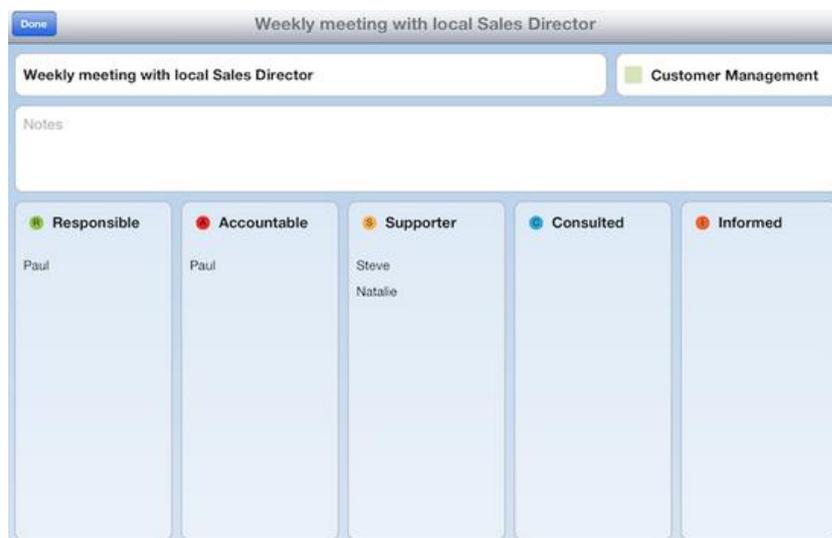 Done Weekly meeting with local Sales Director
Weekly meeting with local Sales Director Customer Management
Notes
R Responsible A Accountable S Supporter C Consulted I Informed
Paul Paul Steve
Natalie